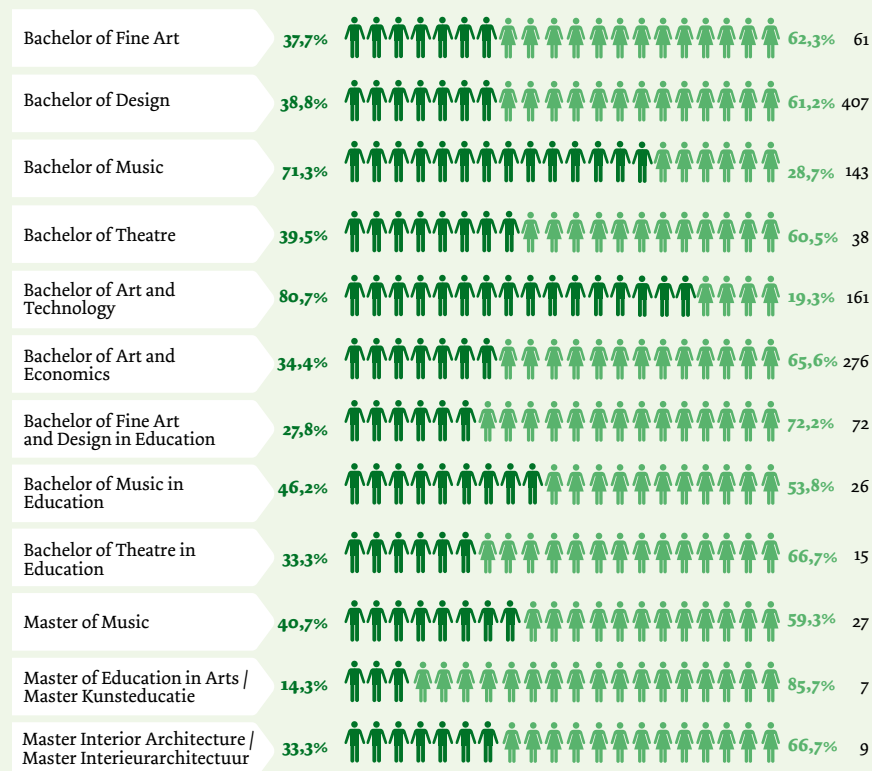 Bachelor of Fine Art 37,7% 62,3% 61
Bachelor of Design 38,8% 61,2% 407
Bachelor of Music 71,3% 28,7% 143
Bachelor of Theatre 39,5% 60,5% 38
Bachelor of Art and
Technology 80,7% 19,3% 161
Bachelor of Art and
Economics 34,4% 65,6% 276
Bachelor of Fine Art
and Design in Education 27,8% 72,2% 72
Bachelor of Music in
Education 46,2% 53,8% 26
Bachelor of Theatre in
Education 33,3% 66,7% 15
Master of Music 40,7% 59,3% 27
Master of Education in Arts /
Master Kunsteducatie 14,3% 85,7% 7
Master Interior Architecture /
Master Interieurarchitectuur 33,3% 66,7% 9